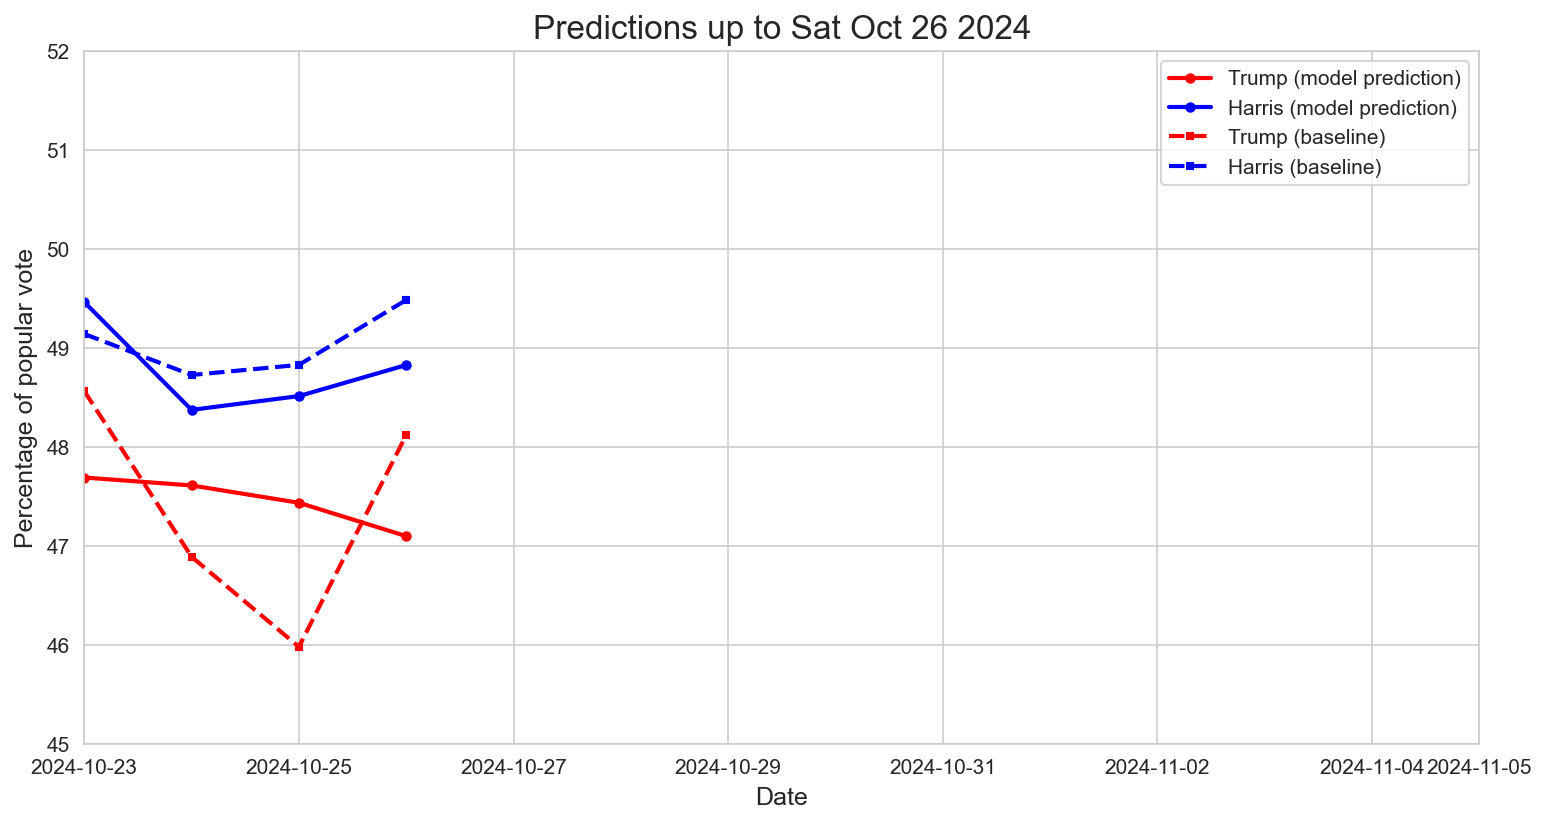 Predictions up to Sat Oct 26 2024
Trump (model prediction)
Harris (model prediction)
Trump (baseline)
Harris (baseline)
Percentage of popular vote
52
51
50
49
48
47
46
45
2024-10-23 2024-10-25 2024-10-27 2024-10-29 2024-10-31 2024-11-02 2024-11-04 2024-11-05
Date